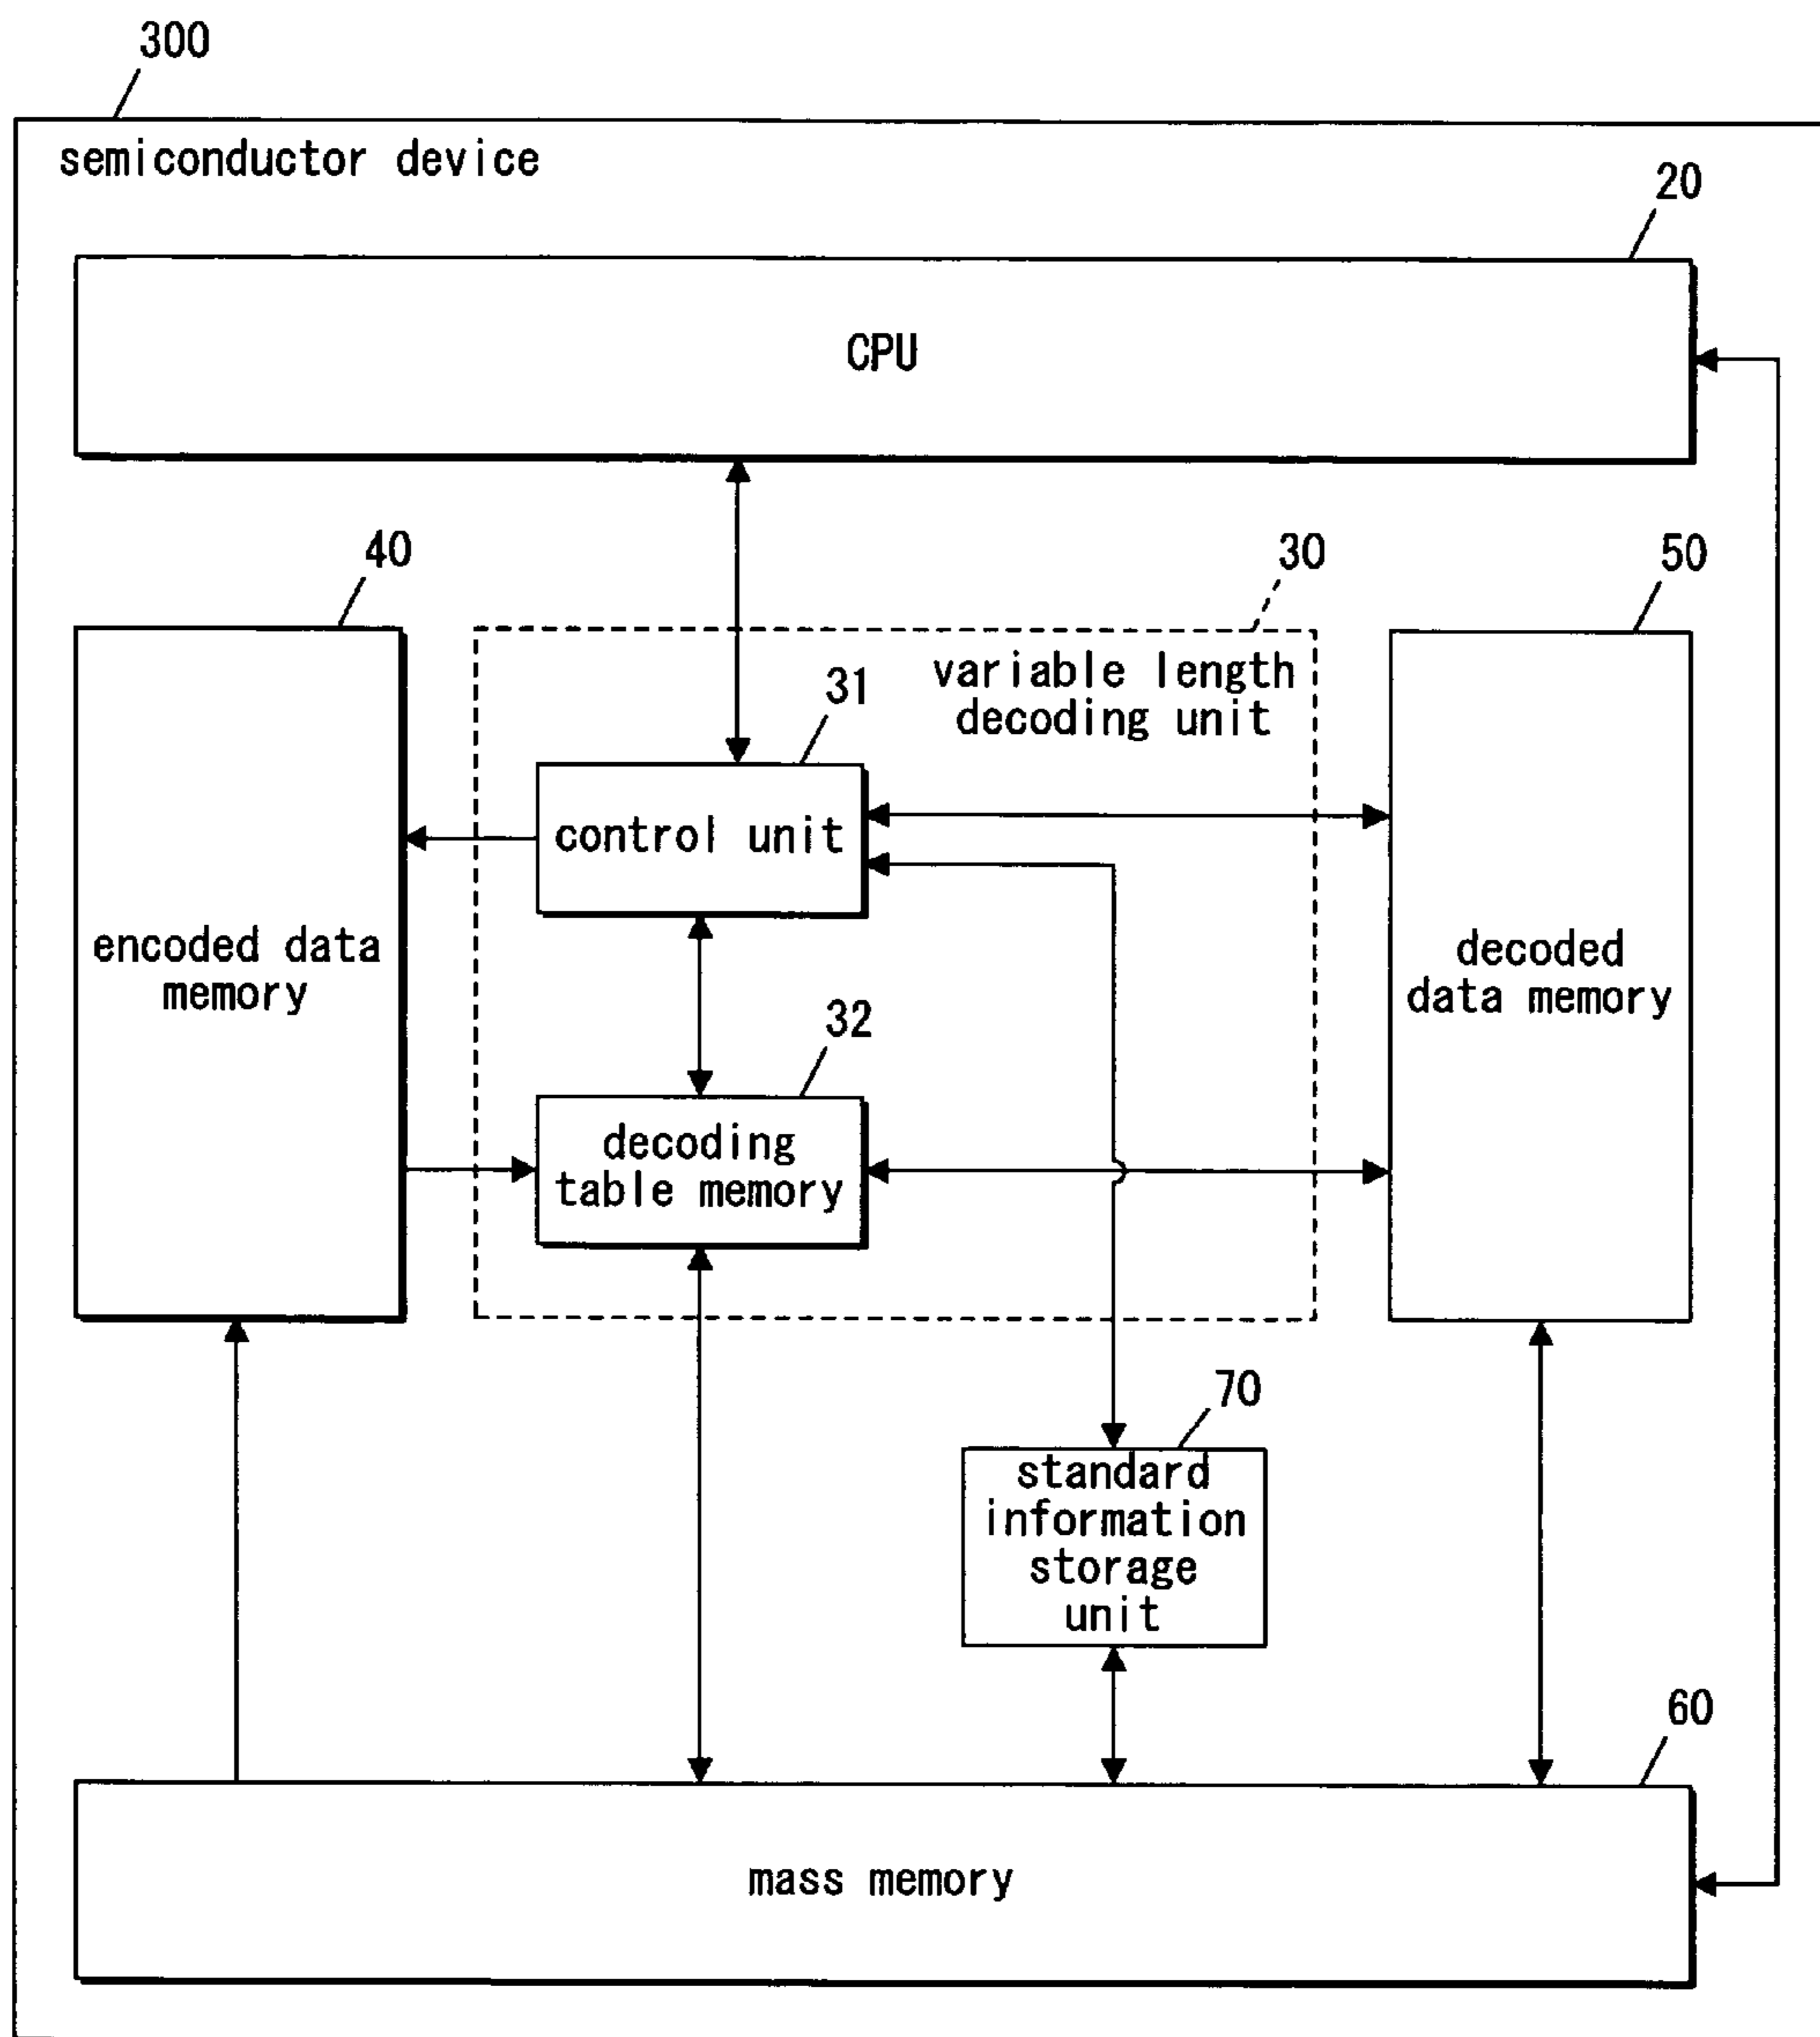 300
semiconductor device
20
CPU
40
30
50
variable length
decoding unit
31
control unit
encoded data
memory
decoded
data memory
32
decoding
table memory
70
standard
information
storage
unit
60
mass memory